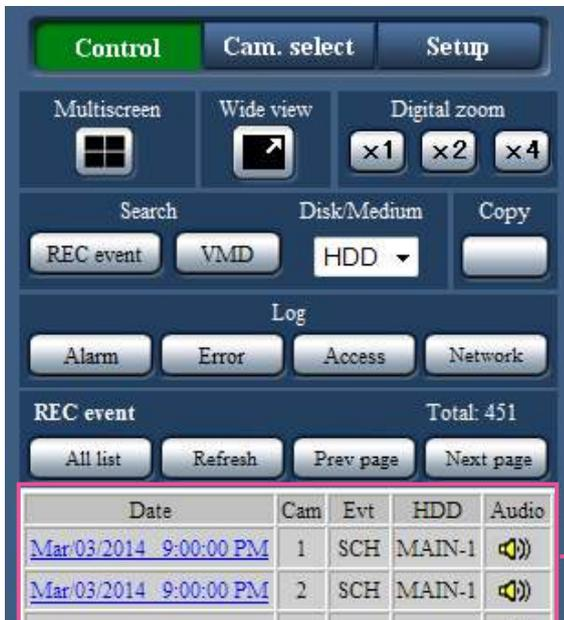 Control Cam. select Setup
Multiscreen Wide view Digital zoom
×1 ×2 ×4
Search Disk/Medium Copy
REC event VMD HDD
Log
Alarm Error Access Network
REC event Total: 451
All list Refresh Prev page Next page
Date Cam Evt HDD Audio
Mar/03/2014 9:00:00 PM 1 SCH MAIN-1
Mar/03/2014 9:00:00 PM 2 SCH MAIN-1